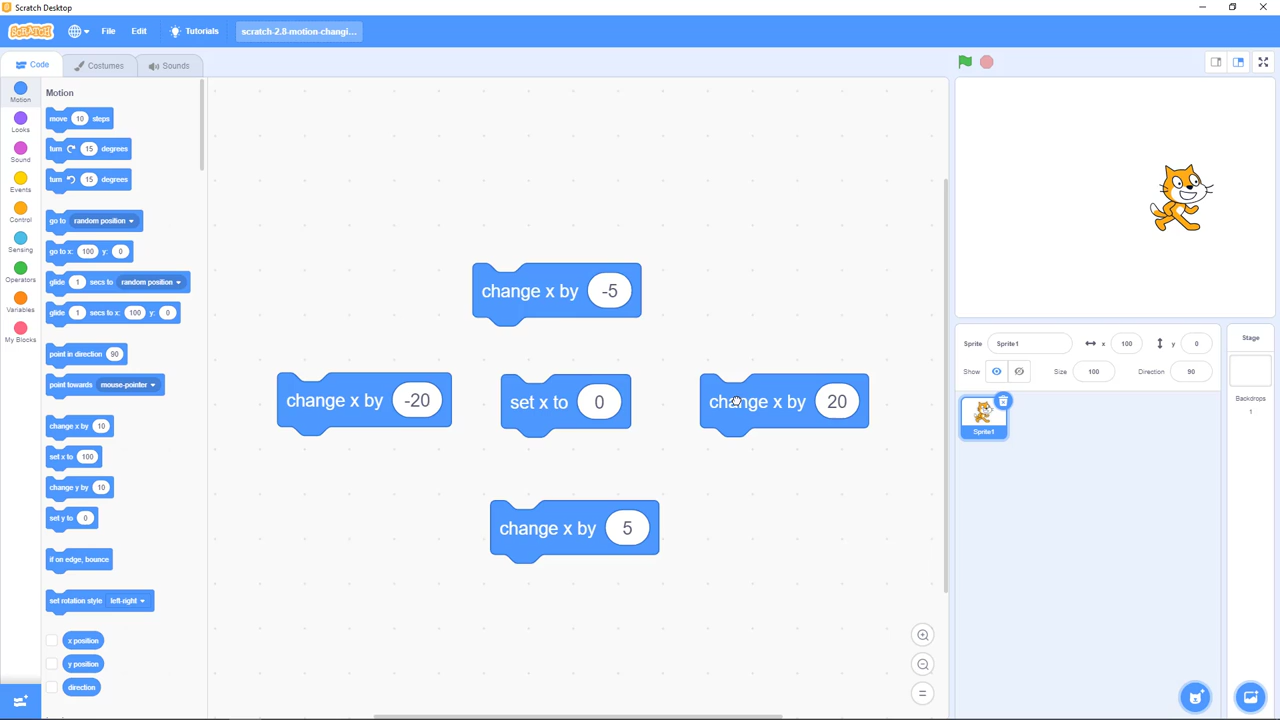 Scratch Desktop
SCRATCH File Edit Tutorials scratch-2.8-motion-changi...
Code Costumes Sounds
Motion
Looks
Sound
Events
Control
Sensing
Operators
Variables
My Blocks
Motion
move 10 steps
turn 15 degrees
turn 15 degrees
go to random position
go to x: 100 y: 0
glide 1 secs to random position
glide 1 secs to x: 100 y: 0
point in direction 90
point towards mouse-pointer
change x by 10
set x to 100
change y by 10
set y to 0
if on edge, bounce
set rotation style left-right
x position
y position
direction
change x by -5
change x by -20
set x to 0
change x by 20
change x by 5
Sprite Sprite1 x 100 y 0
Show Size 100 Direction 90
Sprite1
Stage
Backdrops
1